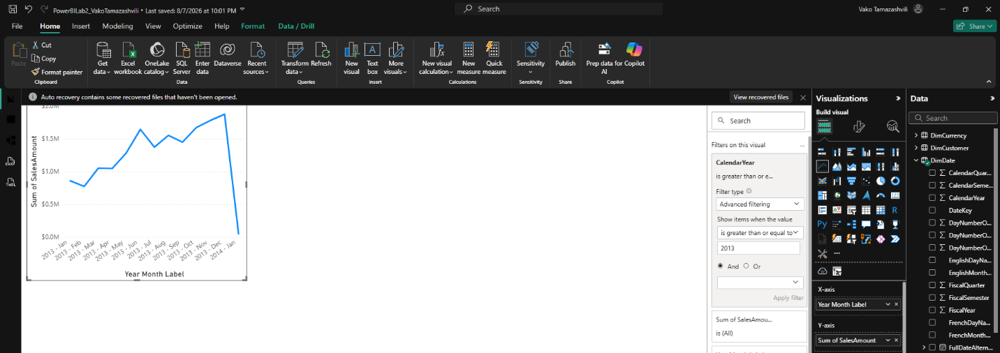 PowerBILab2_VakoTamazashvili • Last saved: 8/7/2026 at 10:01 PM
Search
Vako Tamazashvili
File Home Insert Modeling View Optimize Help Format Data / Drill
Share
Paste
Cut
Copy
Format painter
Clipboard
Get data
Excel workbook
OneLake catalog
SQL Server
Enter data
Dataverse
Recent sources
Data
Transform data
Refresh
Queries
New visual
Text box
More visuals
Insert
New visual calculation
New measure
Quick measure
Calculations
Sensitivity
Sensitivity
Publish
Share
Prep data for AI
Copilot
Copilot
Auto recovery contains some recovered files that haven't been opened.
View recovered files
DAX
TMDL
$2.0M
$1.5M
$1.0M
$0.5M
$0.0M
Sum of SalesAmount
2013 - Jan
2013 - Feb
2013 - Mar
2013 - Apr
2013 - May
2013 - Jun
2013 - Jul
2013 - Aug
2013 - Sep
2013 - Oct
2013 - Nov
2013 - Dec
2014 - Jan
Year Month Label
Search
Filters on this visual
...
CalendarYear
is greater than or e...
Filter type
Advanced filtering
Show items when the value
is greater than or equal to
2013
And Or
Apply filter
Sum of SalesAmou...
is (All)
Visualizations
Build visual
123
R
Py
...
X-axis
Year Month Label
Y-axis
Sum of SalesAmount
Data
Search
DimCurrency
DimCustomer
DimDate
CalendarQuar...
CalendarSeme...
CalendarYear
DateKey
DayNumberO...
DayNumberO...
DayNumberO...
EnglishDayNa...
EnglishMonth...
FiscalQuarter
FiscalSemester
FiscalYear
FrenchDayNa...
FrenchMonth...
FullDateAltern...